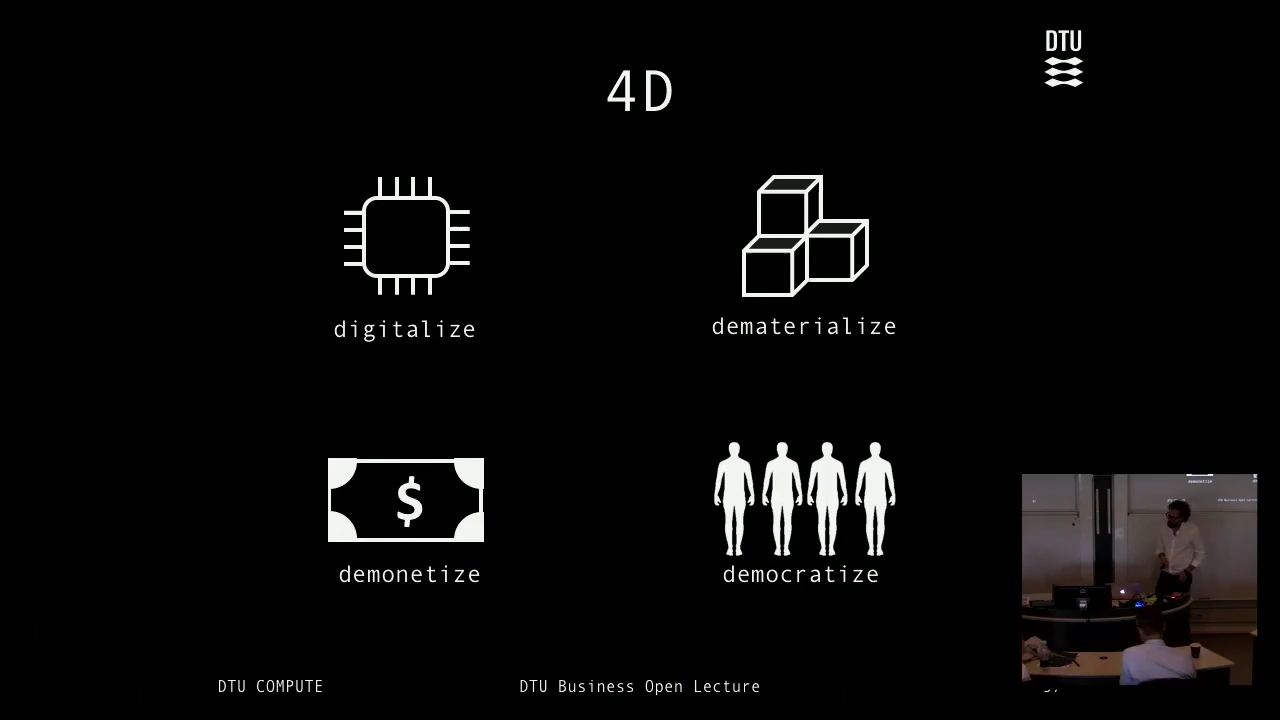 DTU
4D
digitalize
dematerialize
$
demonetize
democratize
DTU COMPUTE
DTU Business Open Lecture